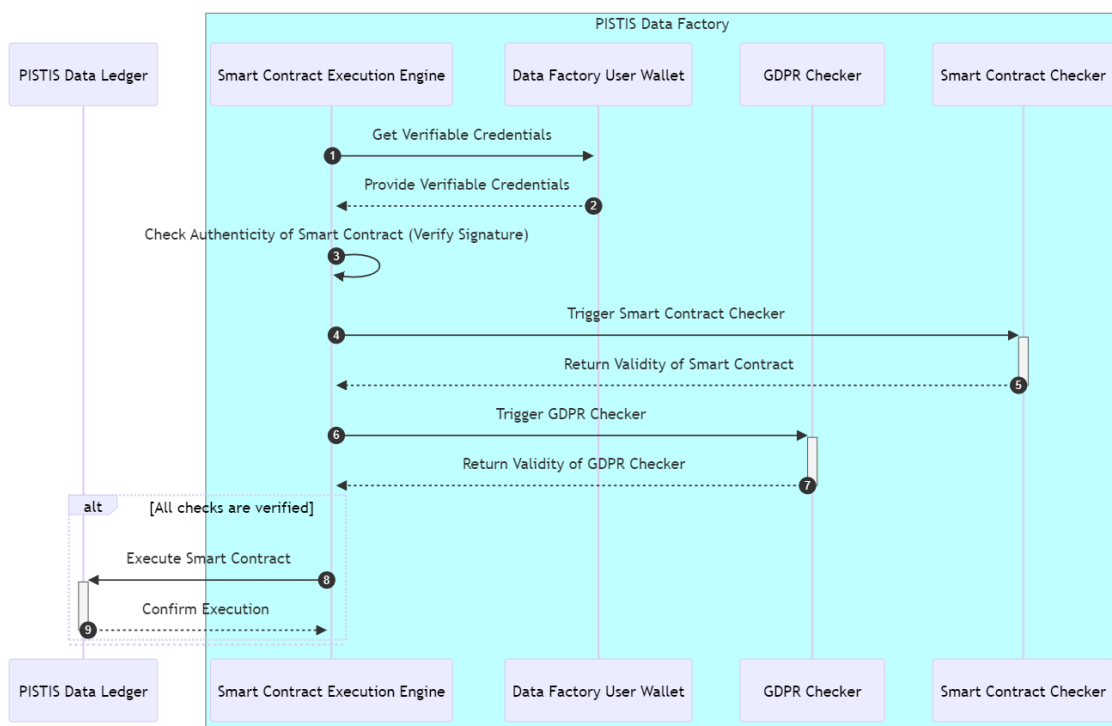 PISTIS Data Factory
PISTIS Data Ledger
Smart Contract Execution Engine
Data Factory User Wallet
GDPR Checker
Smart Contract Checker
Get Verifiable Credentials
1
Provide Verifiable Credentials
2
Check Authenticity of Smart Contract (Verify Signature)
3
Trigger Smart Contract Checker
4
Return Validity of Smart Contract
5
Trigger GDPR Checker
6
Return Validity of GDPR Checker
7
alt
[All checks are verified]
Execute Smart Contract
8
Confirm Execution
9
PISTIS Data Ledger
Smart Contract Execution Engine
Data Factory User Wallet
GDPR Checker
Smart Contract Checker